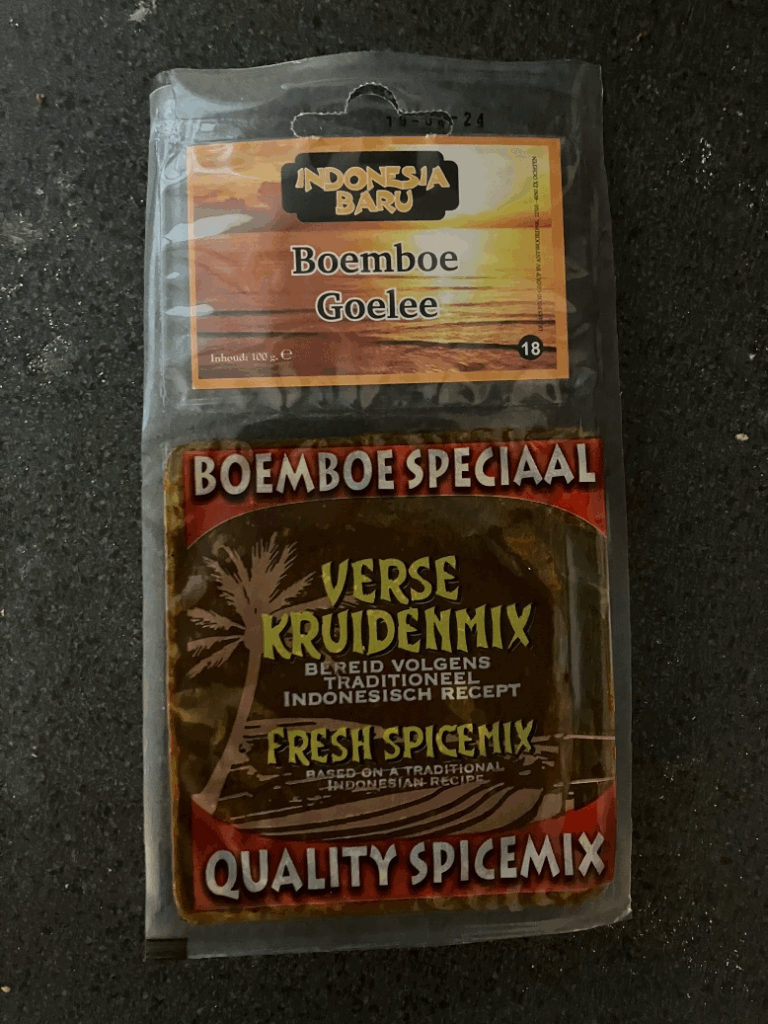 INDONESIA
BARU
Boemboe
Goelee
Inhoud: 100 g. ℮
18
BOEMBOE SPECIAAL
VERSE
KRUIDENMIX
BEREID VOLGENS
TRADITIONEEL
INDONESISCH RECEPT
FRESH SPICEMIX
BASED ON A TRADITIONAL
INDONESIAN RECIPE
QUALITY SPICEMIX